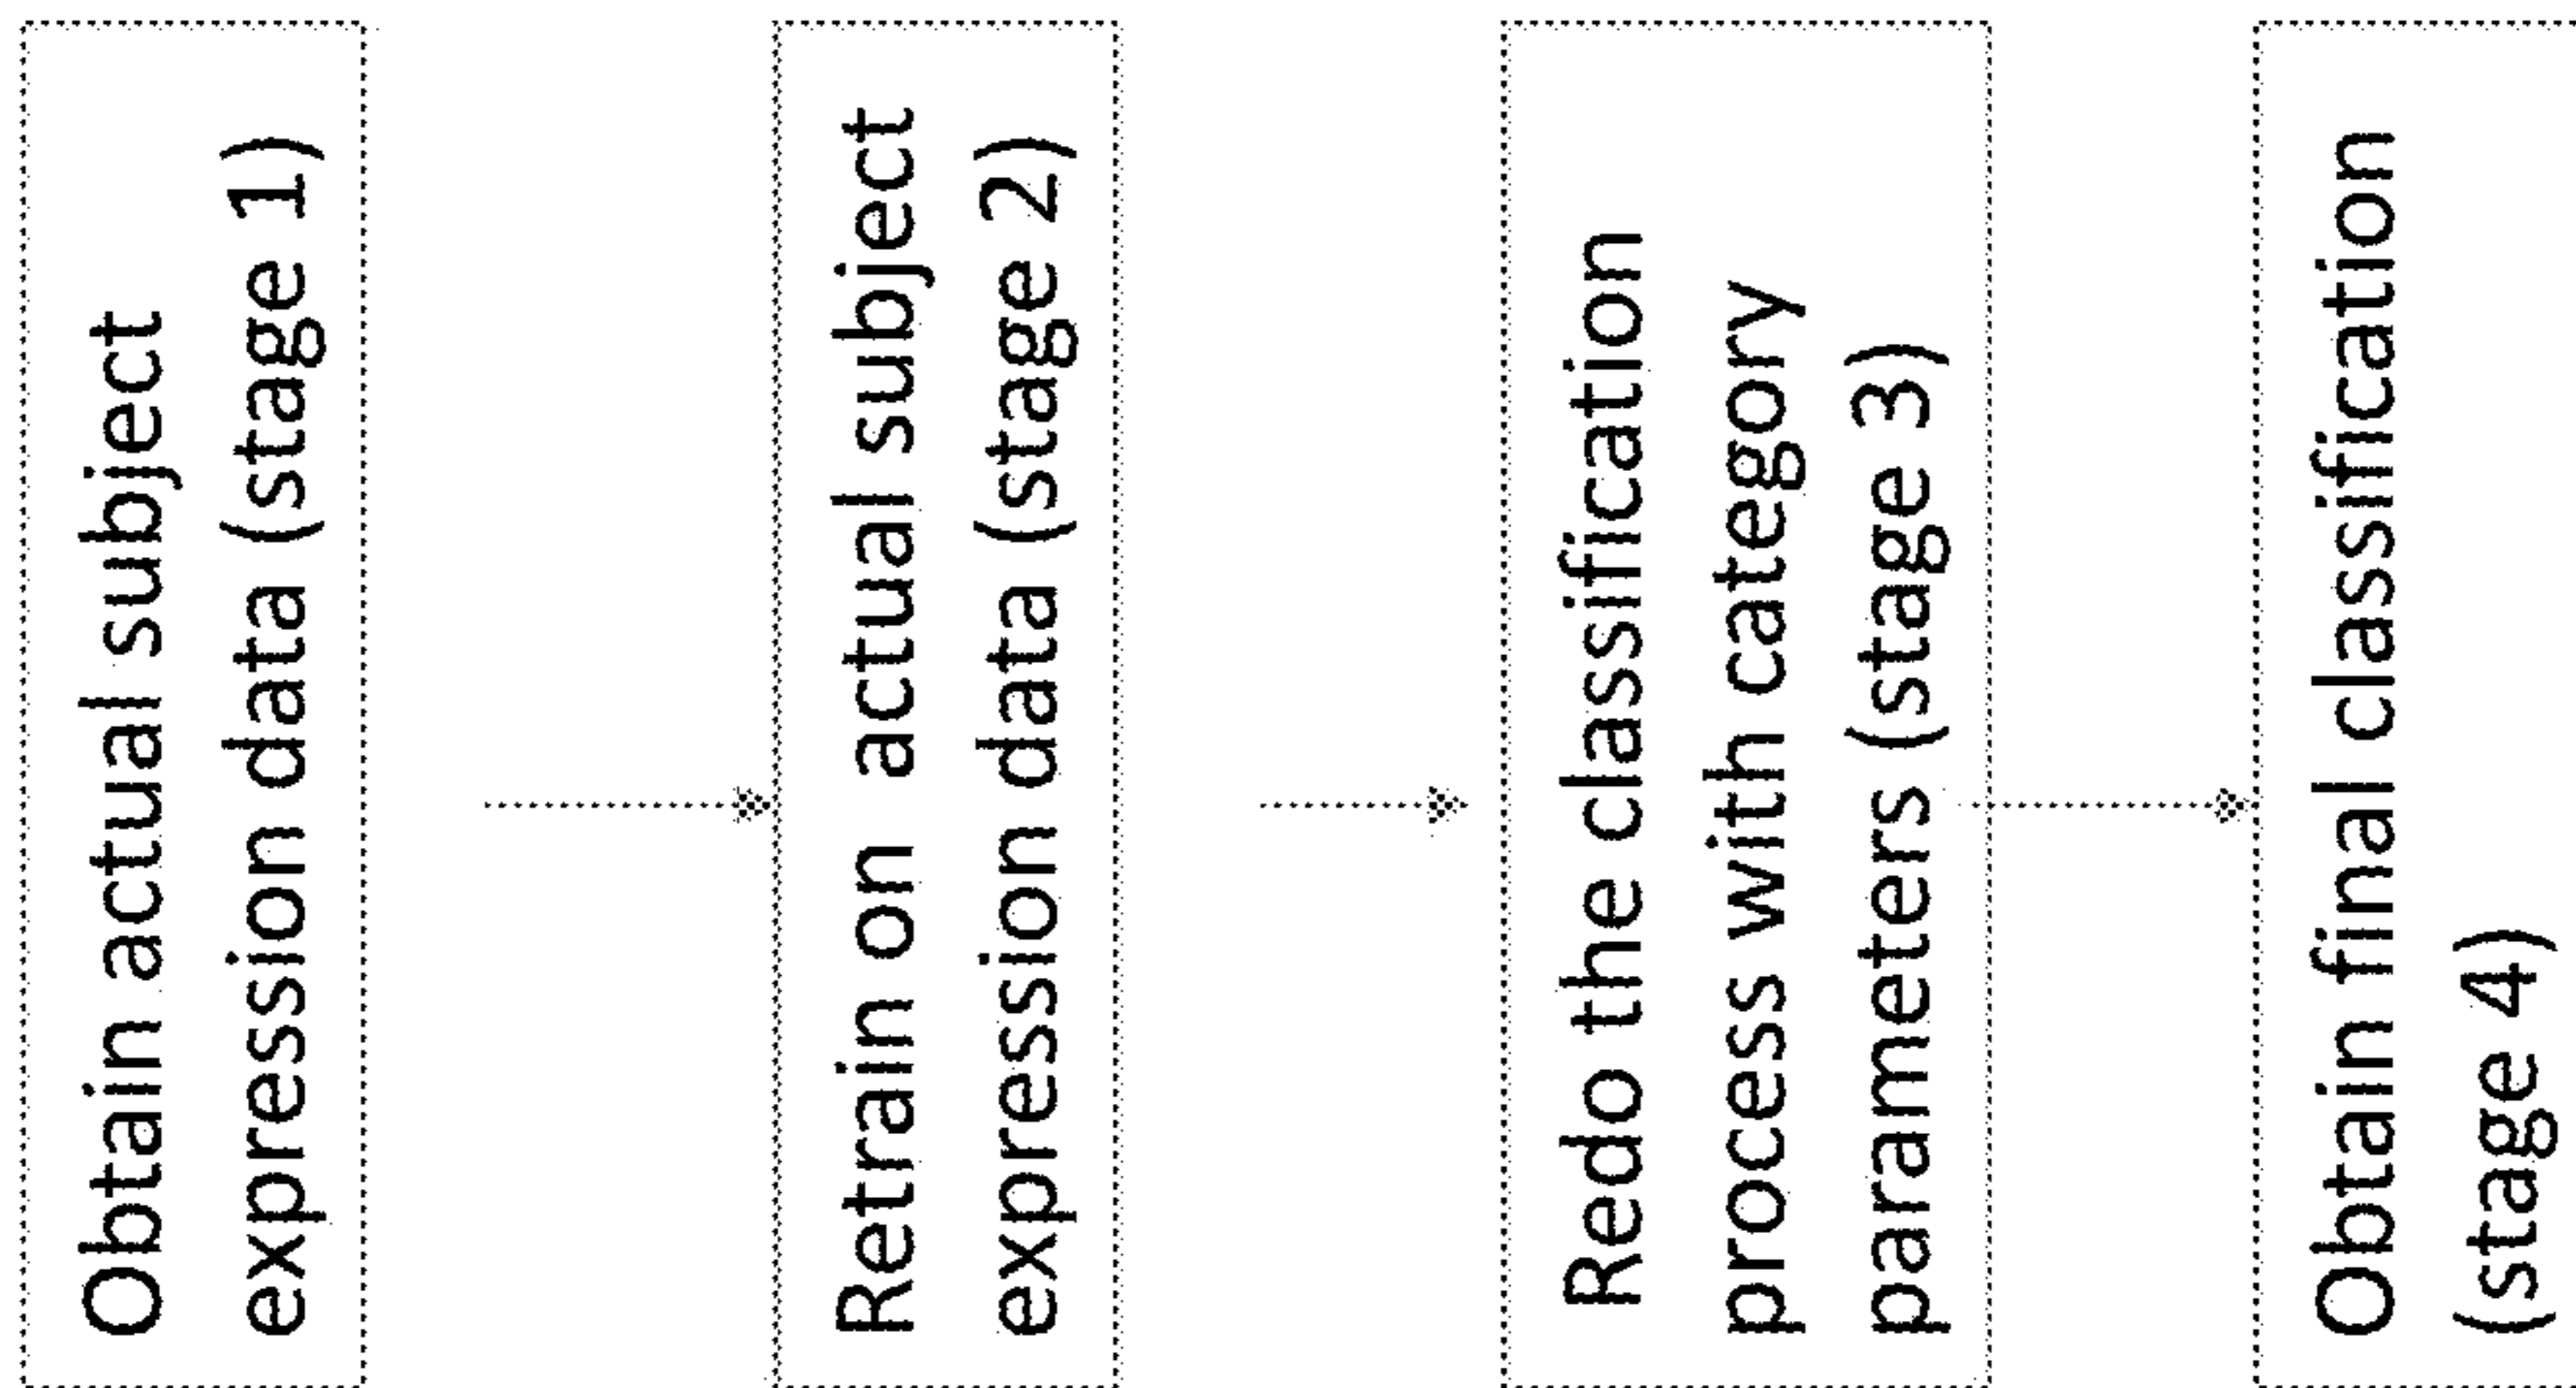 Obtain actual subject
expression data (stage 1)
Retrain on actual subject
expression data (stage 2)
Redo the classification
process with category
parameters (stage 3)
Obtain final classification
(stage 4)